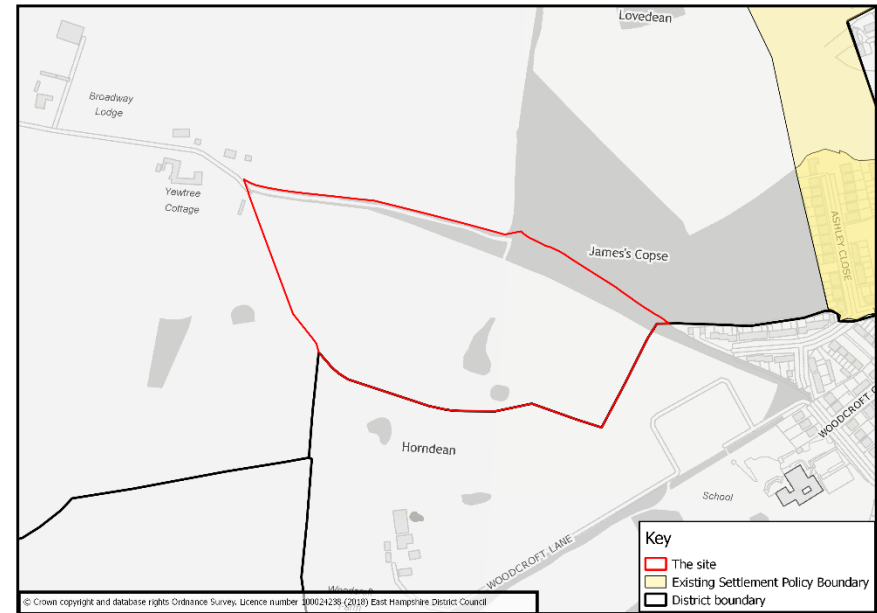 Lovedean
Broadway
Lodge
Yewtree
Cottage
James's Copse
ASHLEY CLOSE
Horndean
WOODCROFT
School
WOODCROFT LANE
Key
The site
Existing Settlement Policy Boundary
District boundary
© Crown copyright and database rights Ordnance Survey. Licence number 100024238 (2018) East Hampshire District Council